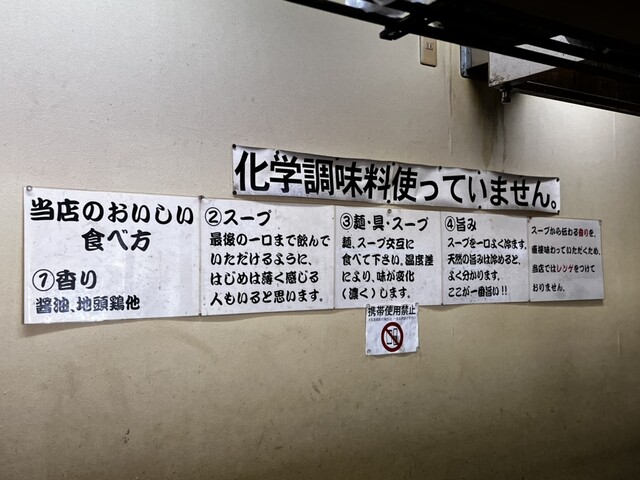 化学調味料使っていません。
当店のおいしい
食べ方
①香り
醤油、地頭鶏他
②スープ
最後の一口まで飲んで
いただけるように、
はじめは薄く感じる
人もいると思います。
③麺・具・スープ
麺、スープ交互に
食べて下さい。温度差
により、味が変化
(濃く)します。
④旨み
スープを一口よく冷ます。
天然の旨みは冷めると、
よく分かります。
ここが一番旨い!!
スープから伝わる香りを、
直接味わっていただくため、
当店ではレンゲをつけて
おりません。
携帯使用禁止